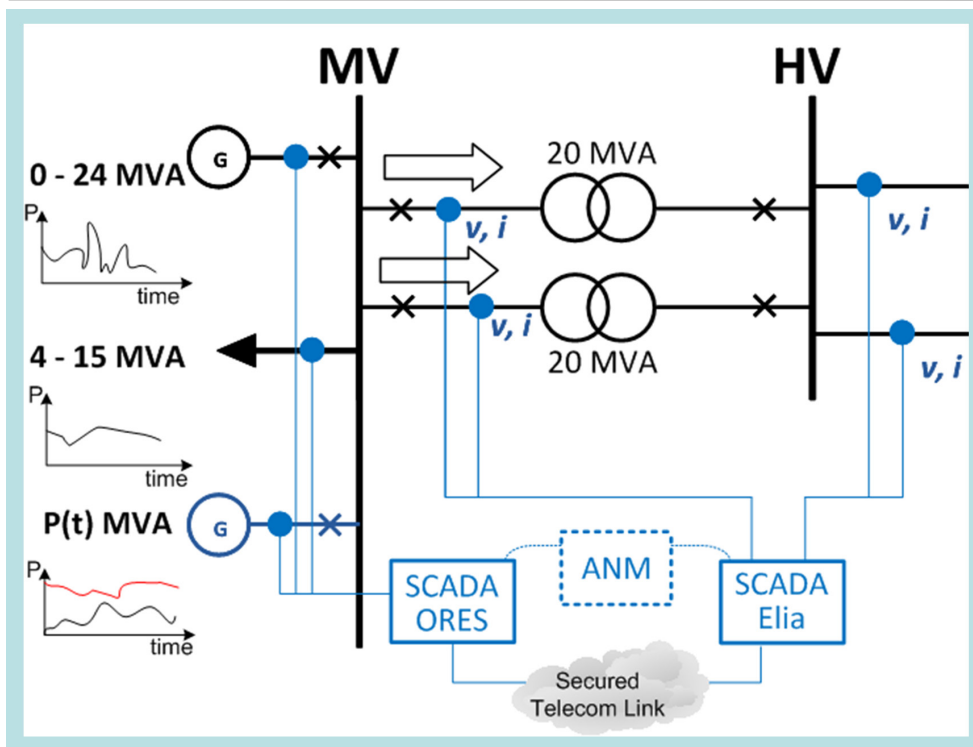 MV
HV
G
0 - 24 MVA
P
time
20 MVA
v, i
v, i
v, i
20 MVA
v, i
4 - 15 MVA
P
time
P(t) MVA
G
P
time
SCADA
ORES
ANM
SCADA
Elia
Secured
Telecom Link